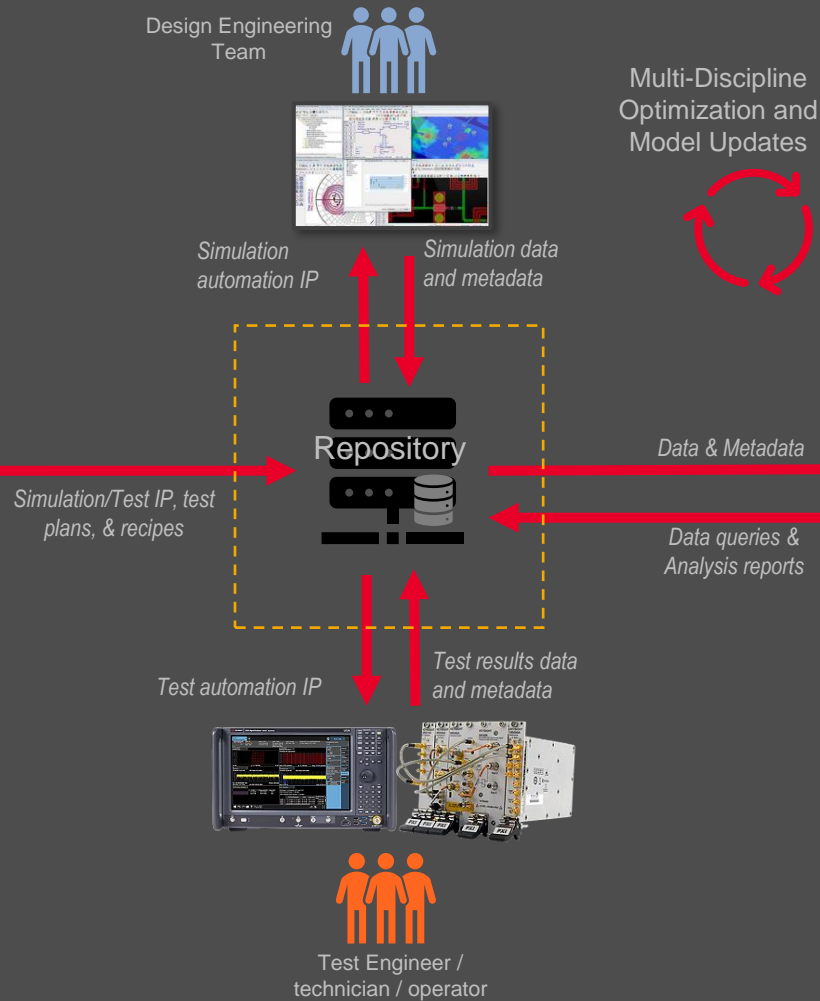 Design Engineering
Team
Multi-Discipline
Optimization and
Model Updates
Simulation
automation IP
Simulation data
and metadata
Repository
Data & Metadata
Simulation/Test IP, test
plans, & recipes
Data queries &
Analysis reports
Test automation IP
Test results data
and metadata
Test Engineer /
technician / operator